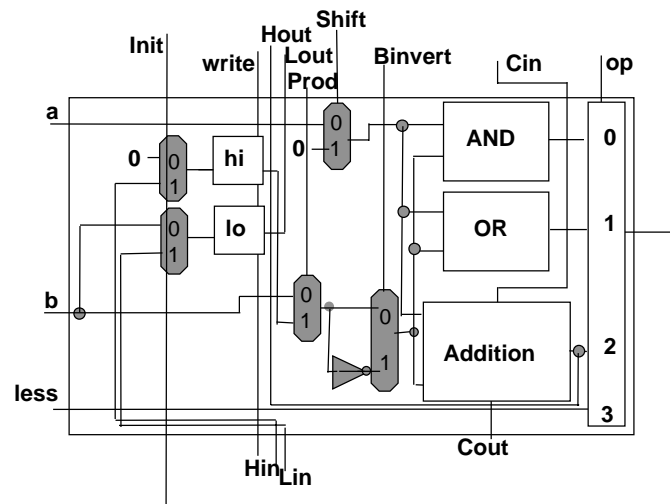 Shift
Hout
Init
Lout
write
Binvert
Cin
op
Prod
a
0
AND
0
0
1
0
0
hi
1
OR
1
0
lo
1
b
0
1
0
1
Addition
2
less
3
Cout
Hin
Lin